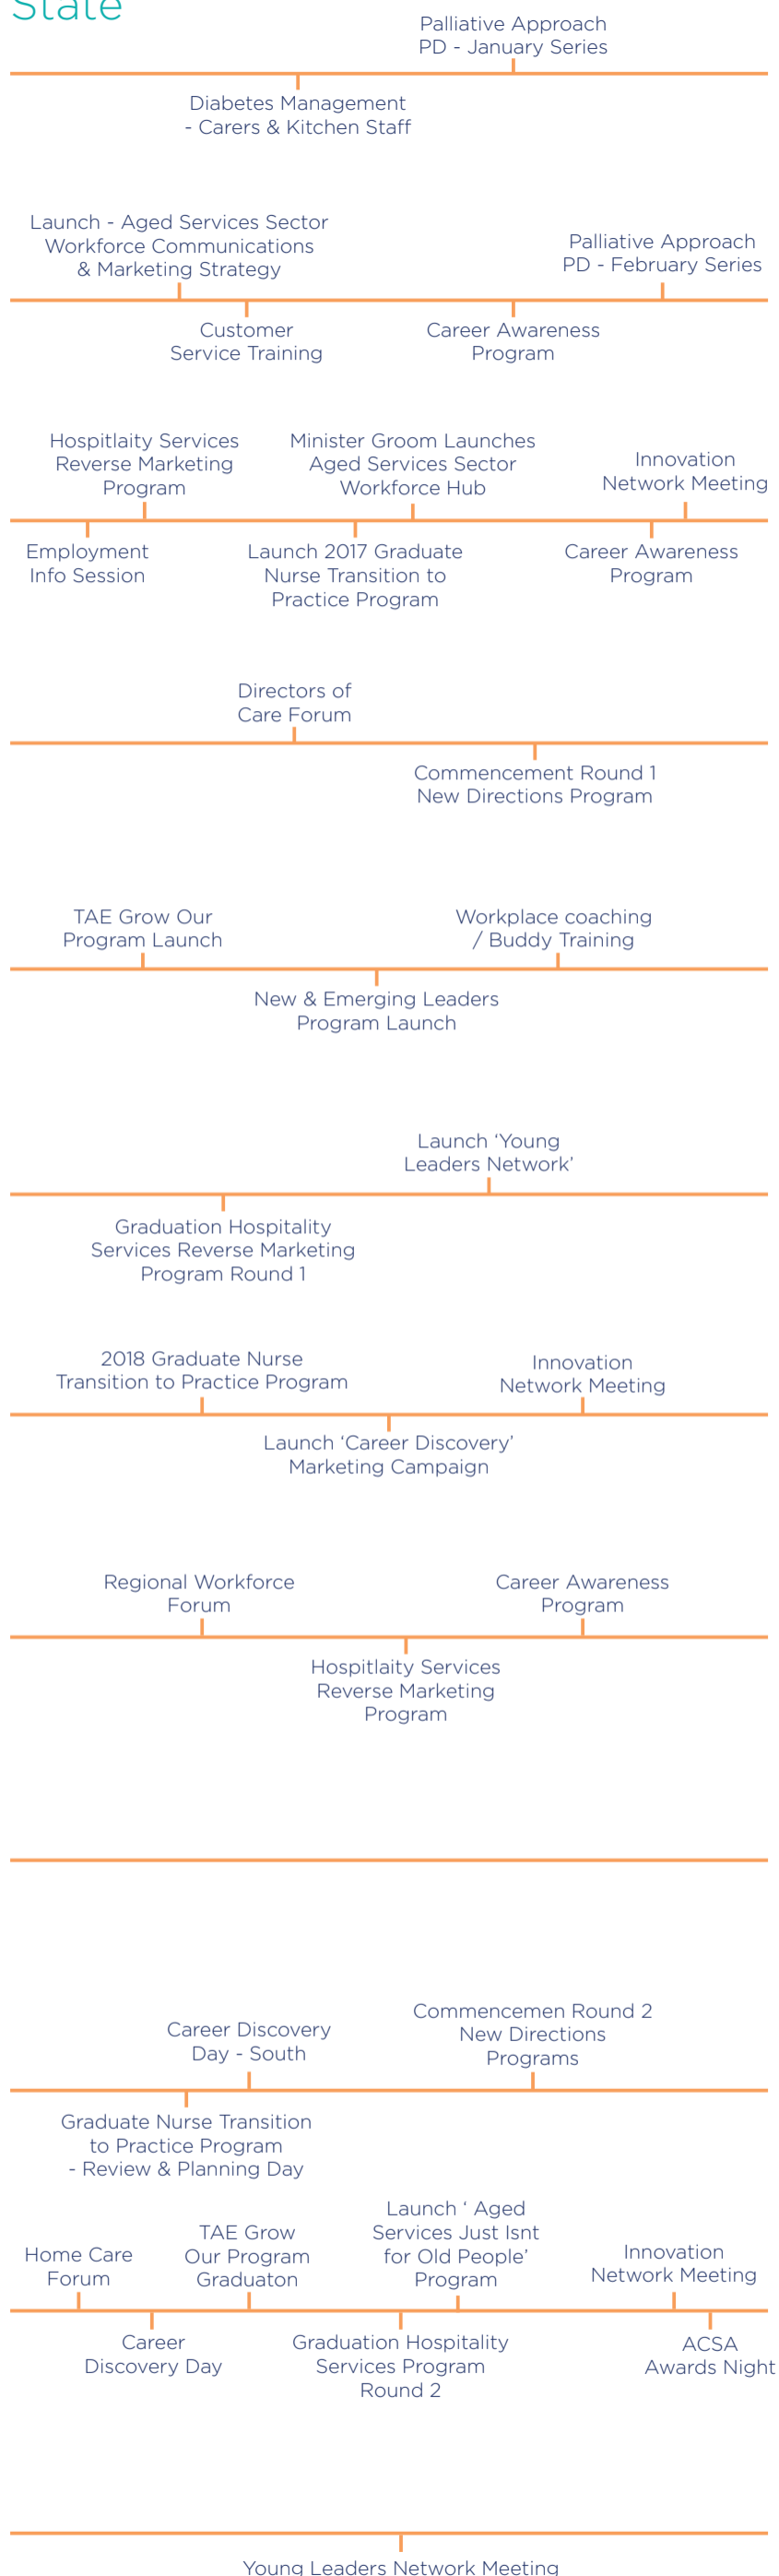 State
Palliative Approach
PD - January Series
Diabetes Management
- Carers & Kitchen Staff
Launch - Aged Services Sector
Workforce Communications
& Marketing Strategy
Palliative Approach
PD - February Series
Customer
Service Training
Career Awareness
Program
Hospitlaity Services
Reverse Marketing
Program
Minister Groom Launches
Aged Services Sector
Workforce Hub
Innovation
Network Meeting
Employment
Info Session
Launch 2017 Graduate
Nurse Transition to
Practice Program
Career Awareness
Program
Directors of
Care Forum
Commencement Round 1
New Directions Program
TAE Grow Our
Program Launch
Workplace coaching
/ Buddy Training
New & Emerging Leaders
Program Launch
Launch ‘Young
Leaders Network’
Graduation Hospitality
Services Reverse Marketing
Program Round 1
2018 Graduate Nurse
Transition to Practice Program
Innovation
Network Meeting
Launch ‘Career Discovery’
Marketing Campaign
Regional Workforce
Forum
Career Awareness
Program
Hospitlaity Services
Reverse Marketing
Program
Career Discovery
Day - South
Commencemen Round 2
New Directions
Programs
Graduate Nurse Transition
to Practice Program
- Review & Planning Day
Home Care
Forum
TAE Grow
Our Program
Graduaton
Launch ‘ Aged
Services Just Isnt
for Old People’
Program
Innovation
Network Meeting
Career
Discovery Day
Graduation Hospitality
Services Program
Round 2
ACSA
Awards Night
Young Leaders Network Meeting